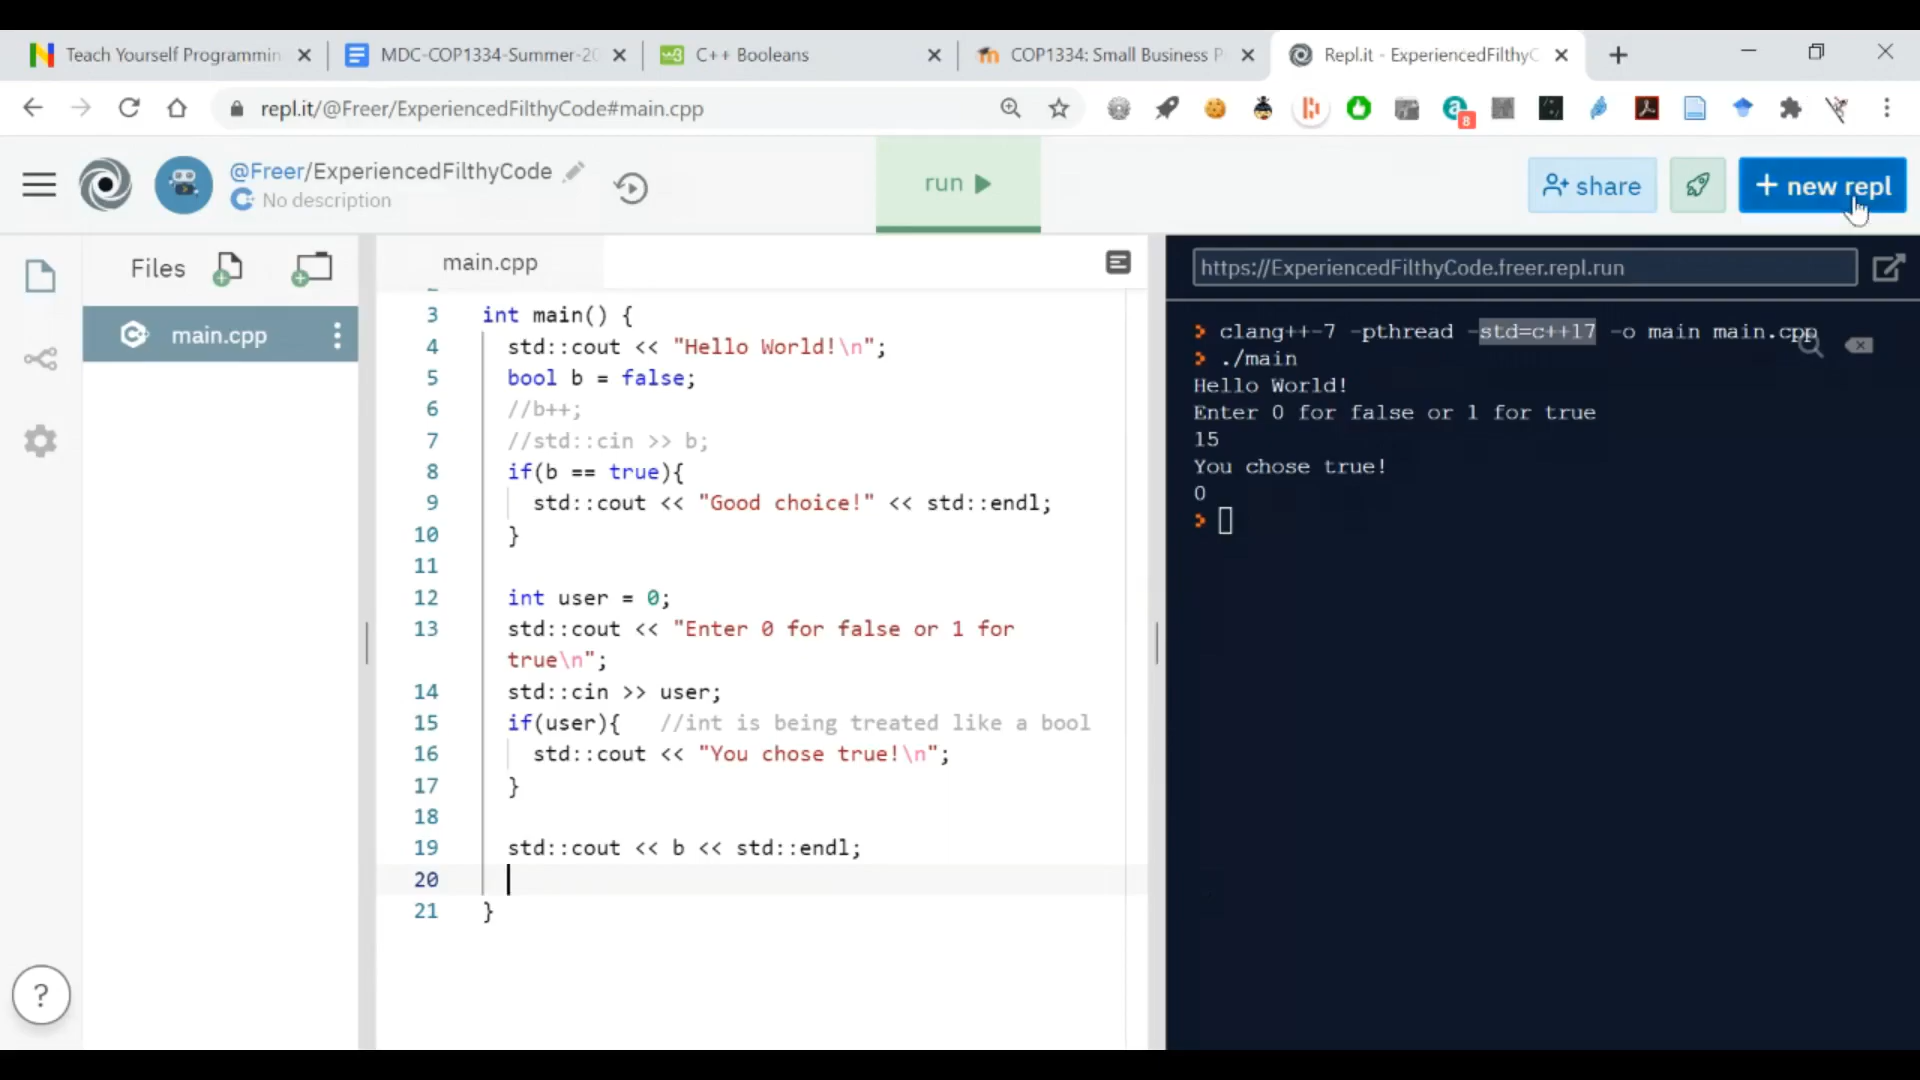 Teach Yourself Programmin
MDC-COP1334-Summer-20
C++ Booleans
COP1334: Small Business P
Repl.it - ExperiencedFilthyC
repl.it/@Freer/ExperiencedFilthyCode#main.cpp
8
@Freer/ExperiencedFilthyCode
No description
run
share
+ new repl
Files
main.cpp
main.cpp
https://ExperiencedFilthyCode.freer.repl.run
3 int main() {
4 std::cout << "Hello World!\n";
5 bool b = false;
6 //b++;
7 //std::cin >> b;
8 if(b == true){
9 std::cout << "Good choice!" << std::endl;
10 }
11
12 int user = 0;
13 std::cout << "Enter 0 for false or 1 for
true\n";
14 std::cin >> user;
15 if(user){ //int is being treated like a bool
16 std::cout << "You chose true!\n";
17 }
18
19 std::cout << b << std::endl;
20
21 }
> clang++-7 -pthread -std=c++17 -o main main.cpp
> ./main
Hello World!
Enter 0 for false or 1 for true
15
You chose true!
0
>
?